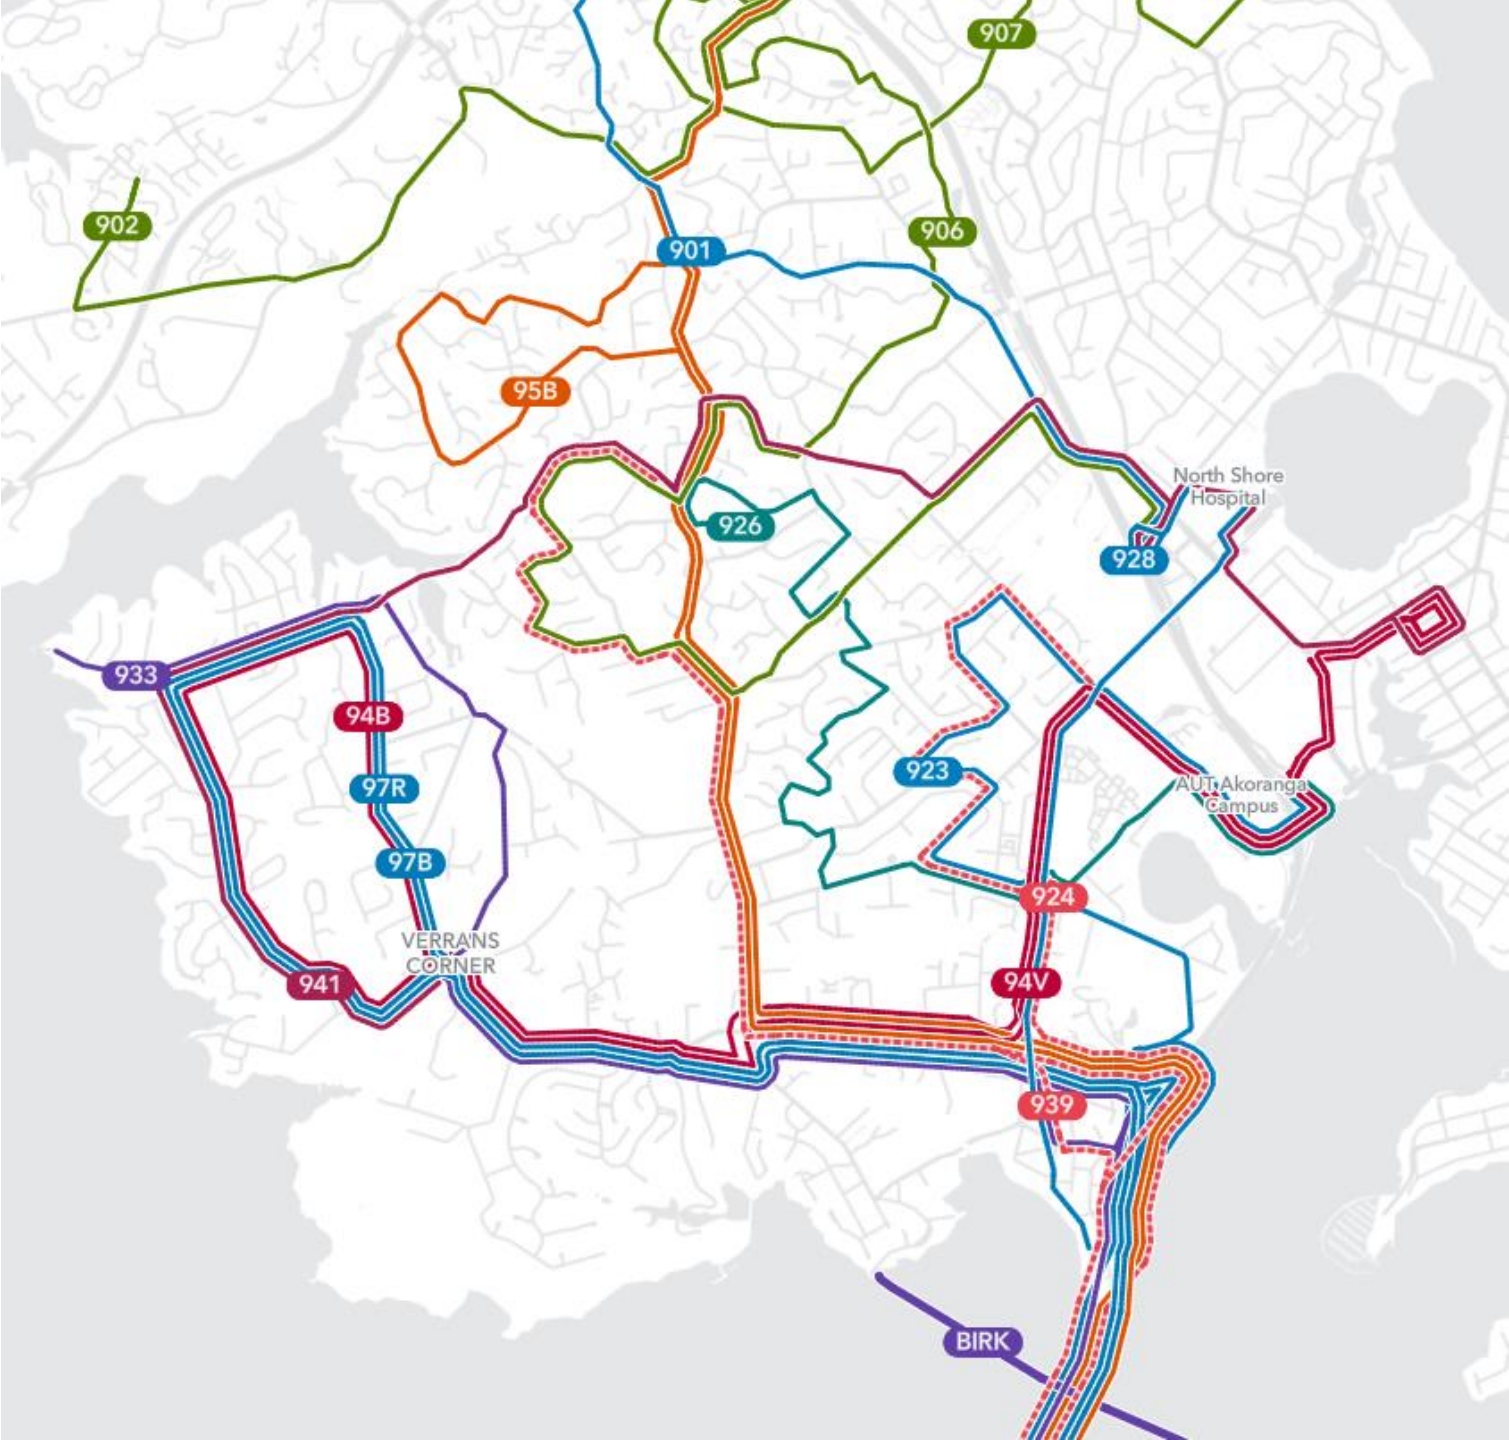 907
902
906
901
95B
North Shore
Hospital
926
928
933
94B
923
97R
AUT Akoranga
Campus
97B
924
VERRANS
CORNER
941
94V
939
BIRK